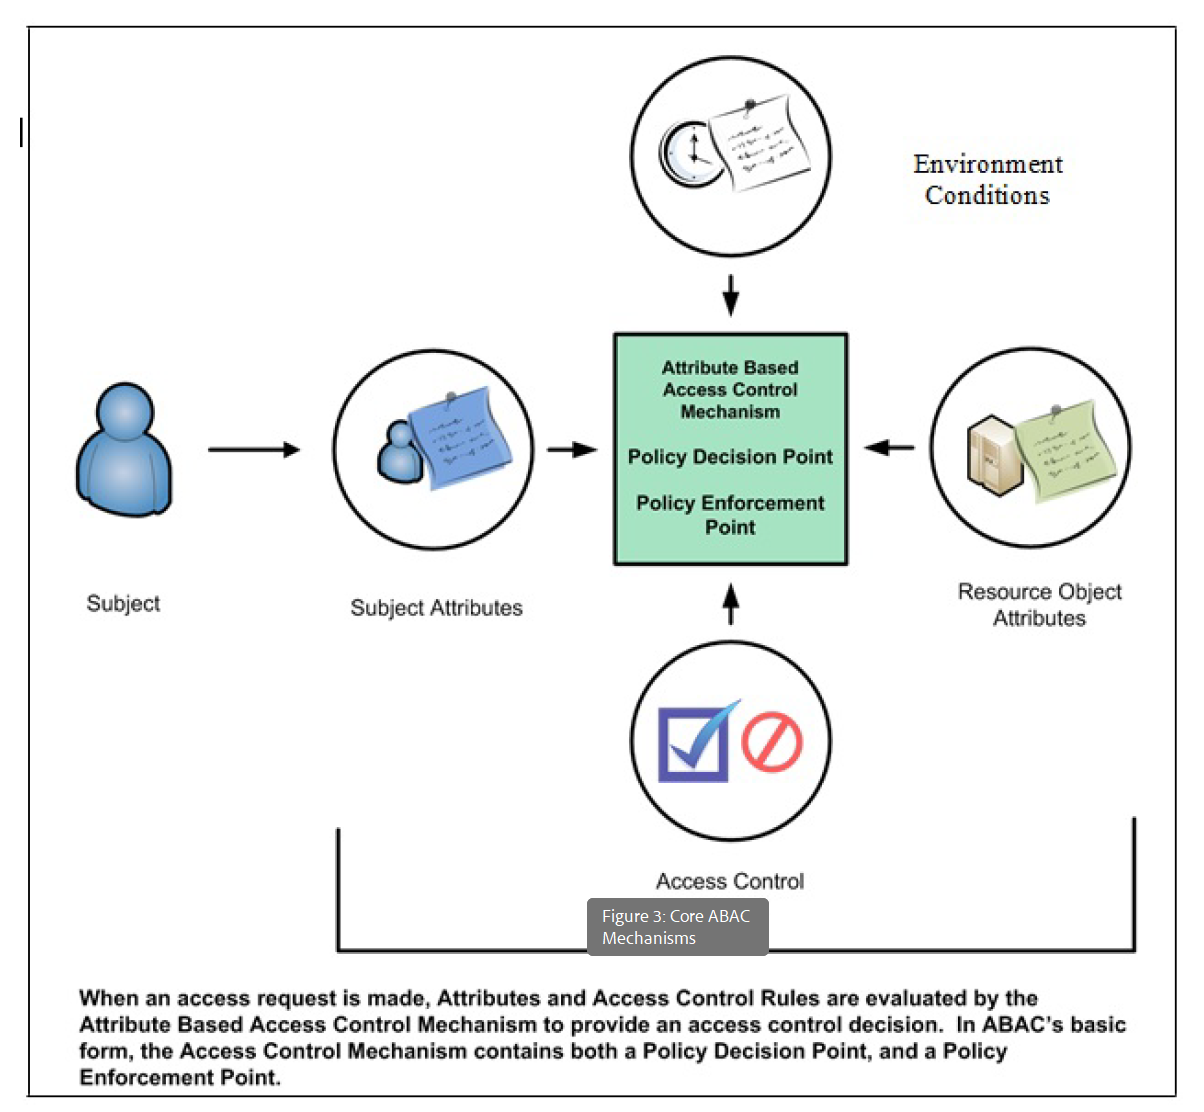 Environment
Conditions
Attribute Based
Access Control
Mechanism
Policy Decision Point
Policy Enforcement
Point
Subject
Subject Attributes
Resource Object
Attributes
Access Control
Figure 3: Core ABAC
Mechanisms
When an access request is made, Attributes and Access Control Rules are evaluated by the
Attribute Based Access Control Mechanism to provide an access control decision.  In ABAC's basic
form, the Access Control Mechanism contains both a Policy Decision Point, and a Policy
Enforcement Point.